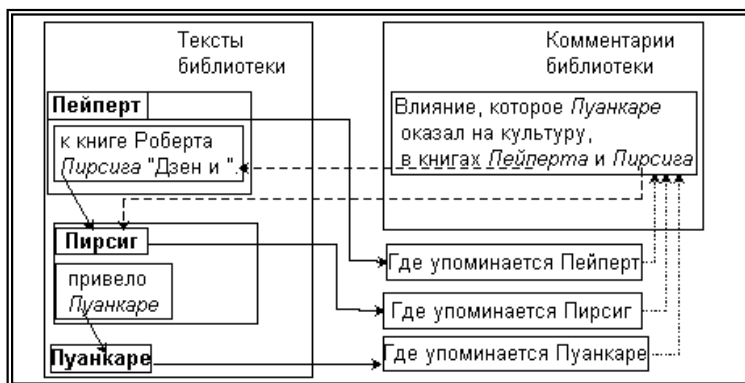 Тексты
библиотеки
Пейперт
к книге Роберта
Пирсига "Дзен и ".
Пирсиг
привело
Пуанкаре
Пуанкаре
Комментарии
библиотеки
Влияние, которое Пуанкаре
оказал на культуру,
в книгах Пейперта и Пирсига
Где упоминается Пейперт
Где упоминается Пирсиг
Где упоминается Пуанкаре